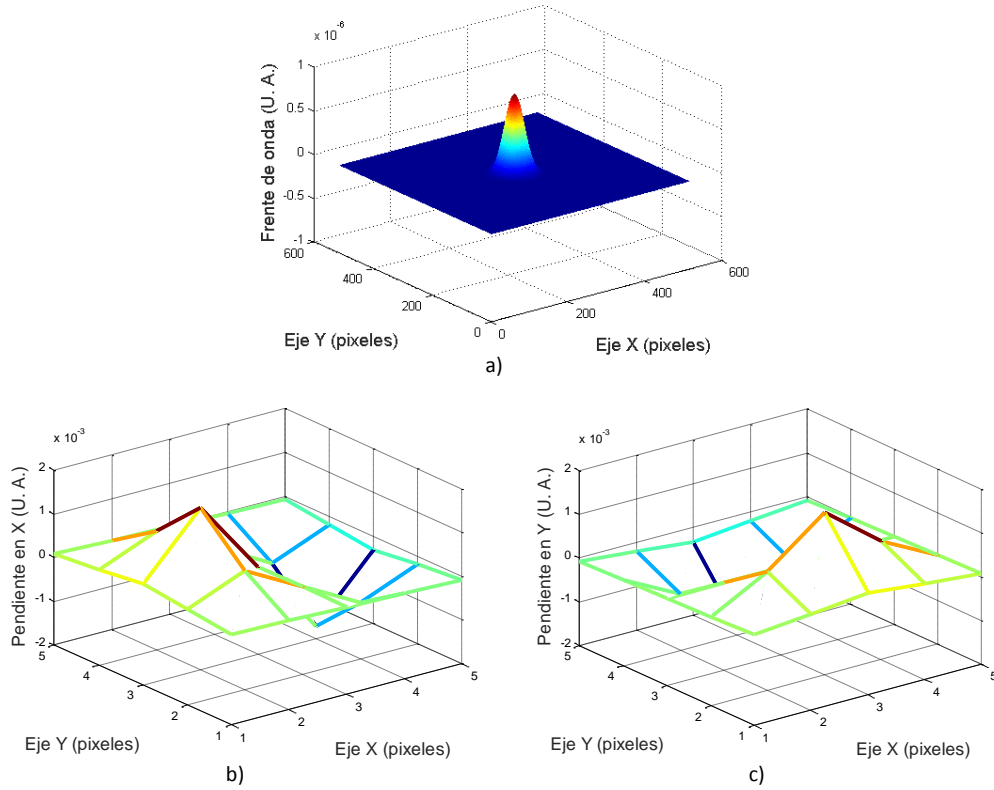 x 10-6
1
0.5
0
-0.5
-1
Frente de onda (U. A.)
600
400
200
0
0
200
400
600
Eje Y (pixeles)
Eje X (pixeles)
a)
x 10-3
2
1
0
-1
-2
Pendiente en X (U. A.)
5
4
3
2
1
1
2
3
4
5
Eje Y (pixeles)
Eje X (pixeles)
b)
x 10-3
2
1
0
-1
-2
Pendiente en Y (U. A.)
5
4
3
2
1
1
2
3
4
5
Eje Y (pixeles)
Eje X (pixeles)
c)